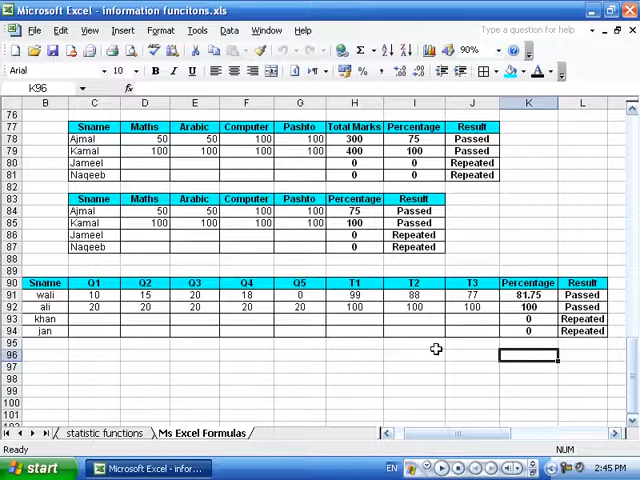 Microsoft Excel - information funcitons.xls
File Edit View Insert Format Tools Data Window Help
Type a question for help
90%
Arial 10 B I U
K96 fx
B C D E F G H I J K L
76
77 Sname Maths Arabic Computer Pashto Total Marks Percentage Result
78 Ajmal 50 50 100 100 300 75 Passed
79 Kamal 100 100 100 100 400 100 Passed
80 Jameel 0 0 Repeated
81 Naqeeb 0 0 Repeated
82
83 Sname Maths Arabic Computer Pashto Percentage Result
84 Ajmal 50 50 100 100 75 Passed
85 Kamal 100 100 100 100 100 Passed
86 Jameel 0 Repeated
87 Naqeeb 0 Repeated
88
89
90 Sname Q1 Q2 Q3 Q4 Q5 T1 T2 T3 Percentage Result
91 wali 10 15 20 18 0 99 88 77 81.75 Passed
92 ali 20 20 20 20 20 100 100 100 100 Passed
93 khan 0 Repeated
94 jan 0 Repeated
95
96
97
98
99
100
101
statistic functions Ms Excel Formulas
Ready NUM
start Microsoft Excel - infor... EN 2:45 PM